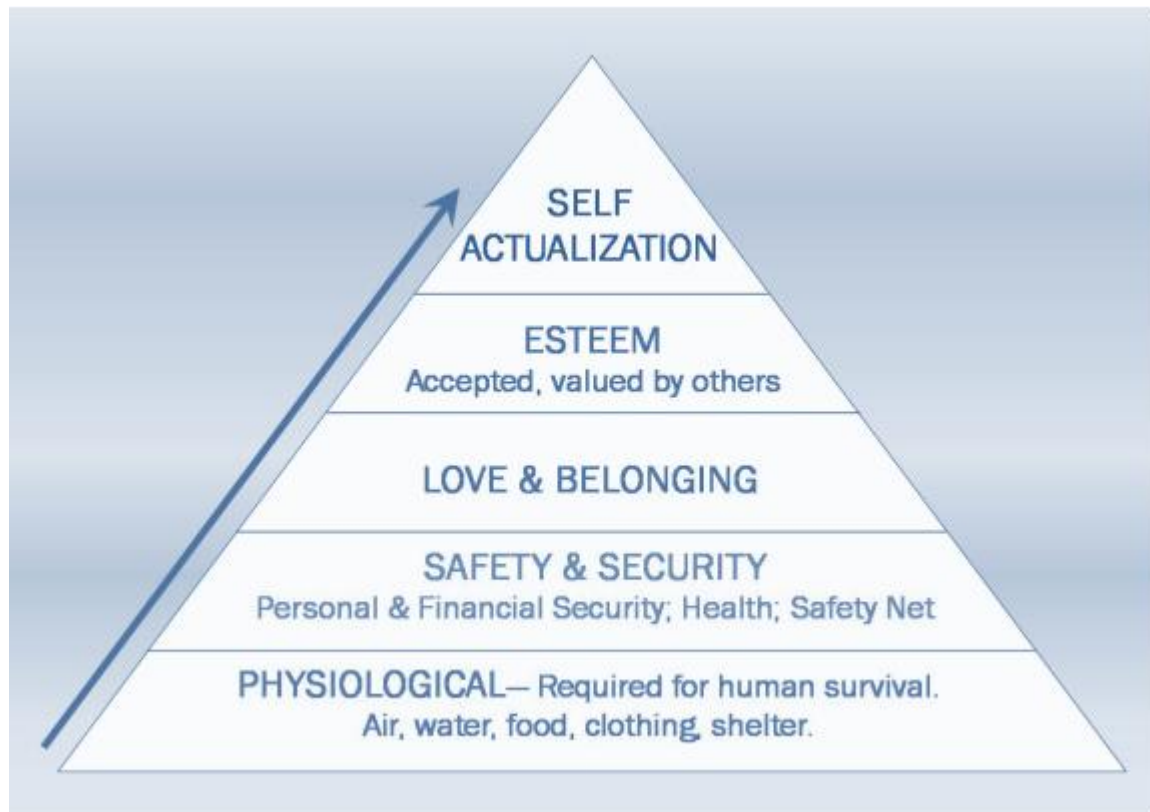 SELF
ACTUALIZATION
ESTEEM
Accepted, valued by others
LOVE & BELONGING
SAFETY & SECURITY
Personal & Financial Security; Health; Safety Net
PHYSIOLOGICAL— Required for human survival.
Air, water, food, clothing, shelter.